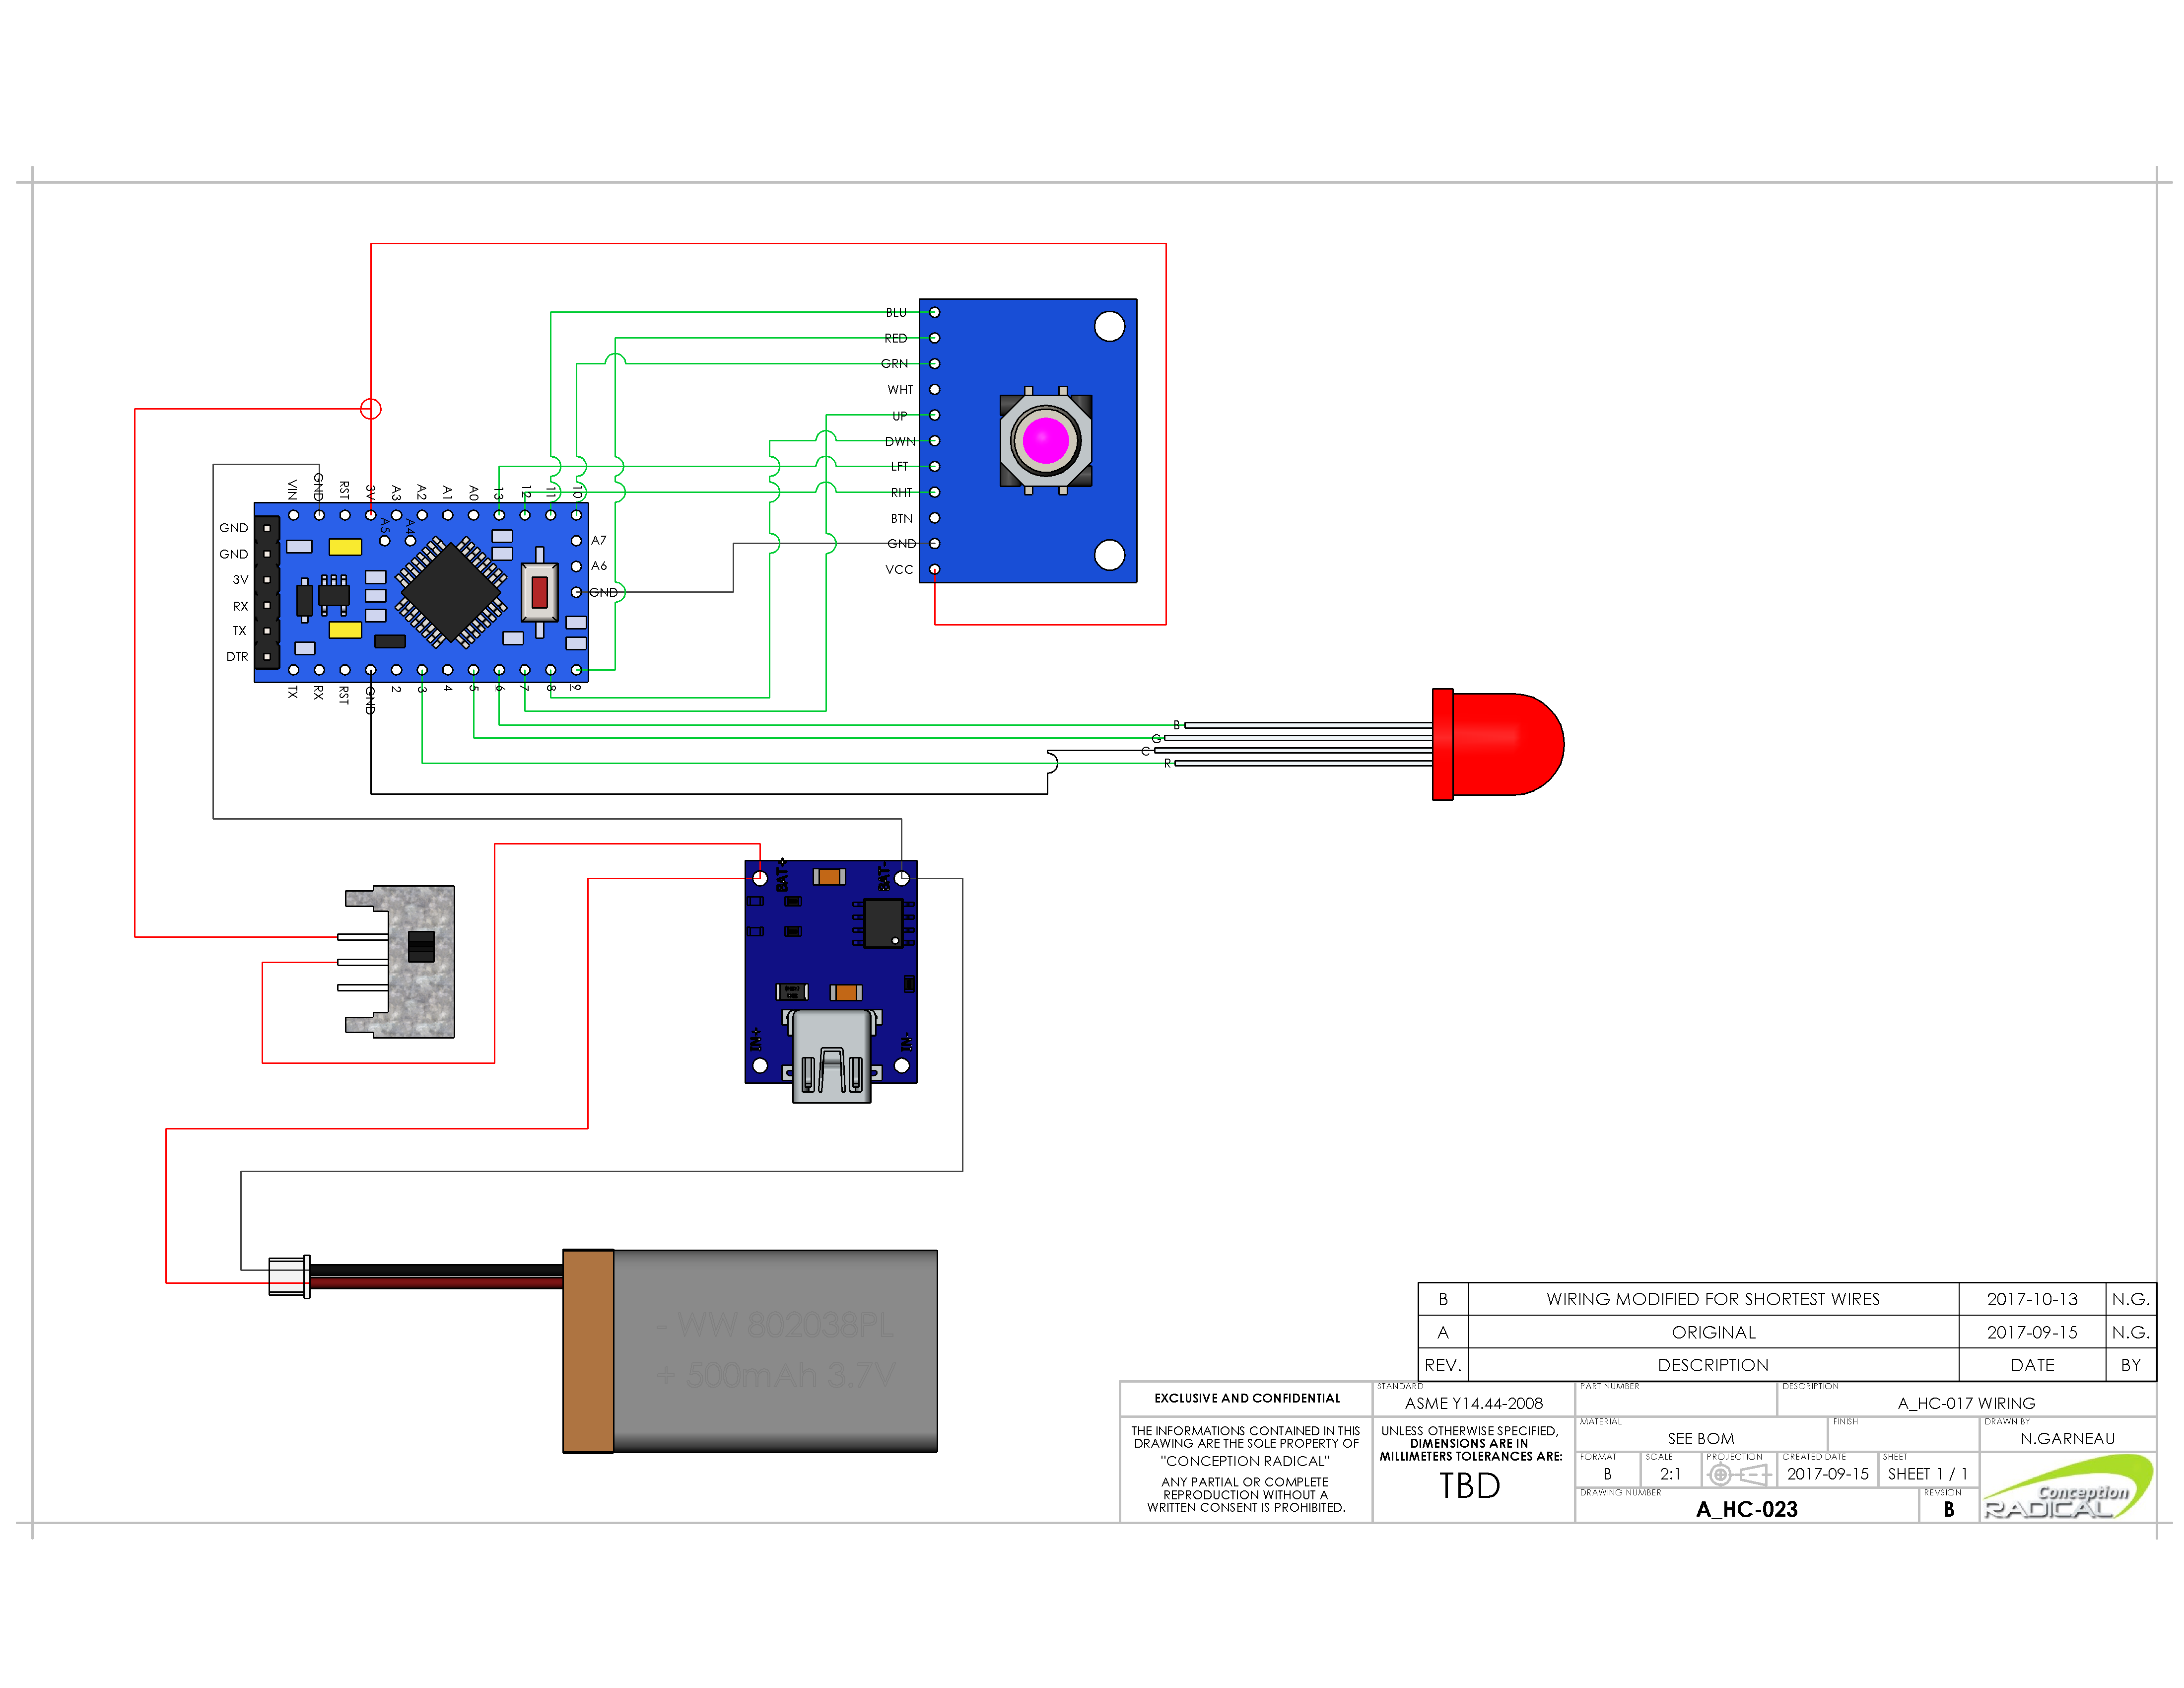 BLU
RED
GRN
WHT
UP
DWN
LFT
RHT
BTN
GND
VCC
VIN
GND
RST
3V
A3
A2
A1
A0
13
12
11
10
A5
A4
A7
A6
GND
GND
GND
3V
RX
TX
DTR
TX
RX
RST
GND
2
3
4
5
6
7
8
9
B
G
C
R
BAT+
BAT-
IN+
IN-
- WW 802038PL
+ 500mAh 3.7V
B WIRING MODIFIED FOR SHORTEST WIRES 2017-10-13 N.G.
A ORIGINAL 2017-09-15 N.G.
REV. DESCRIPTION DATE BY
EXCLUSIVE AND CONFIDENTIAL
THE INFORMATIONS CONTAINED IN THIS
DRAWING ARE THE SOLE PROPERTY OF
"CONCEPTION RADICAL"
ANY PARTIAL OR COMPLETE
REPRODUCTION WITHOUT A
WRITTEN CONSENT IS PROHIBITED.
STANDARD
ASME Y14.44-2008
UNLESS OTHERWISE SPECIFIED,
DIMENSIONS ARE IN
MILLIMETERS TOLERANCES ARE:
TBD
PART NUMBER
DESCRIPTION
A_HC-017 WIRING
MATERIAL
SEE BOM
FINISH
DRAWN BY
N.GARNEAU
FORMAT
B
SCALE
2:1
PROJECTION
CREATED DATE
2017-09-15
SHEET
SHEET 1 / 1
DRAWING NUMBER
A_HC-023
REVSION
B
Conception
RADICAL